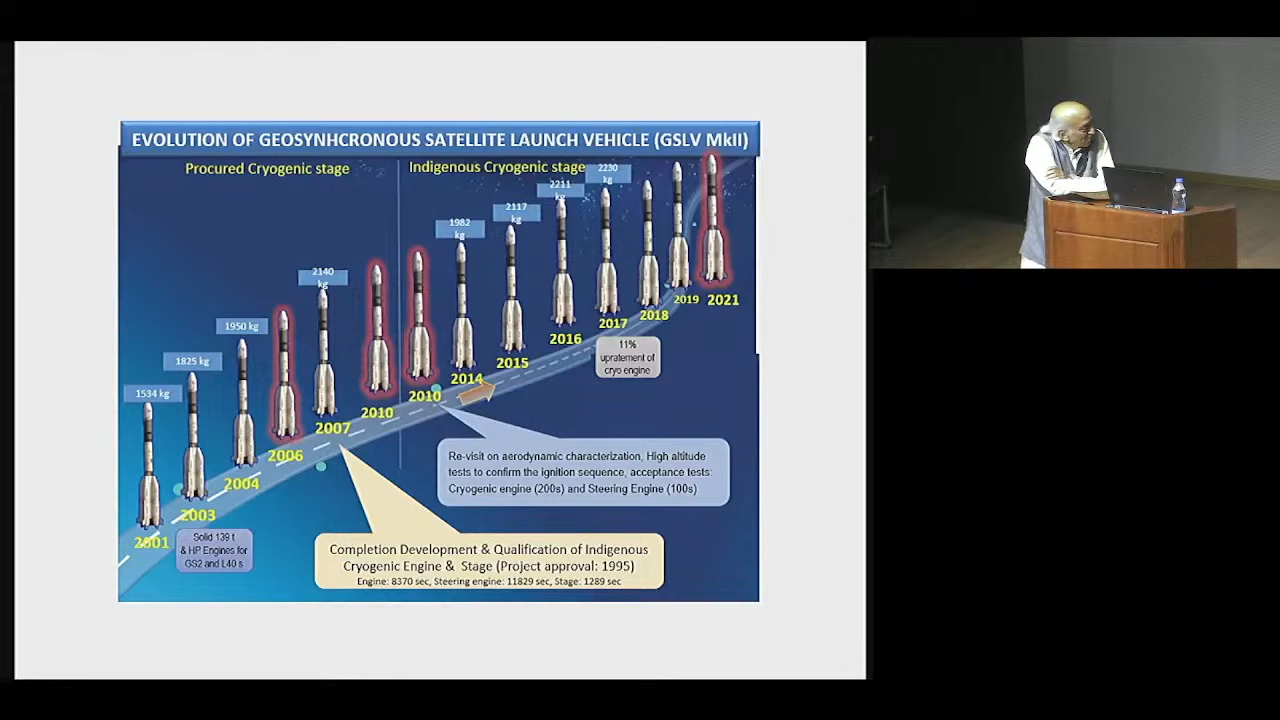 EVOLUTION OF GEOSYNHCRONOUS SATELLITE LAUNCH VEHICLE (GSLV MkII)
Procured Cryogenic stage
Indigenous Cryogenic stage
1534 kg
1825 kg
1950 kg
2140
kg
1982
kg
2117
kg
2211
kg
2230
kg
2001
2003
2004
2006
2007
2010
2010
2014
2015
2016
2017
2018
2019
2021
Solid 139 t
& HP Engines for
GS2 and L40 s
11%
upratement of
cryo engine
Re-visit on aerodynamic characterization, High altitude
tests to confirm the ignition sequence, acceptance tests:
Cryogenic engine (200s) and Steering Engine (100s)
Completion Development & Qualification of Indigenous
Cryogenic Engine & Stage (Project approval: 1995)
Engine: 8370 sec, Steering engine: 11829 sec, Stage: 1289 sec